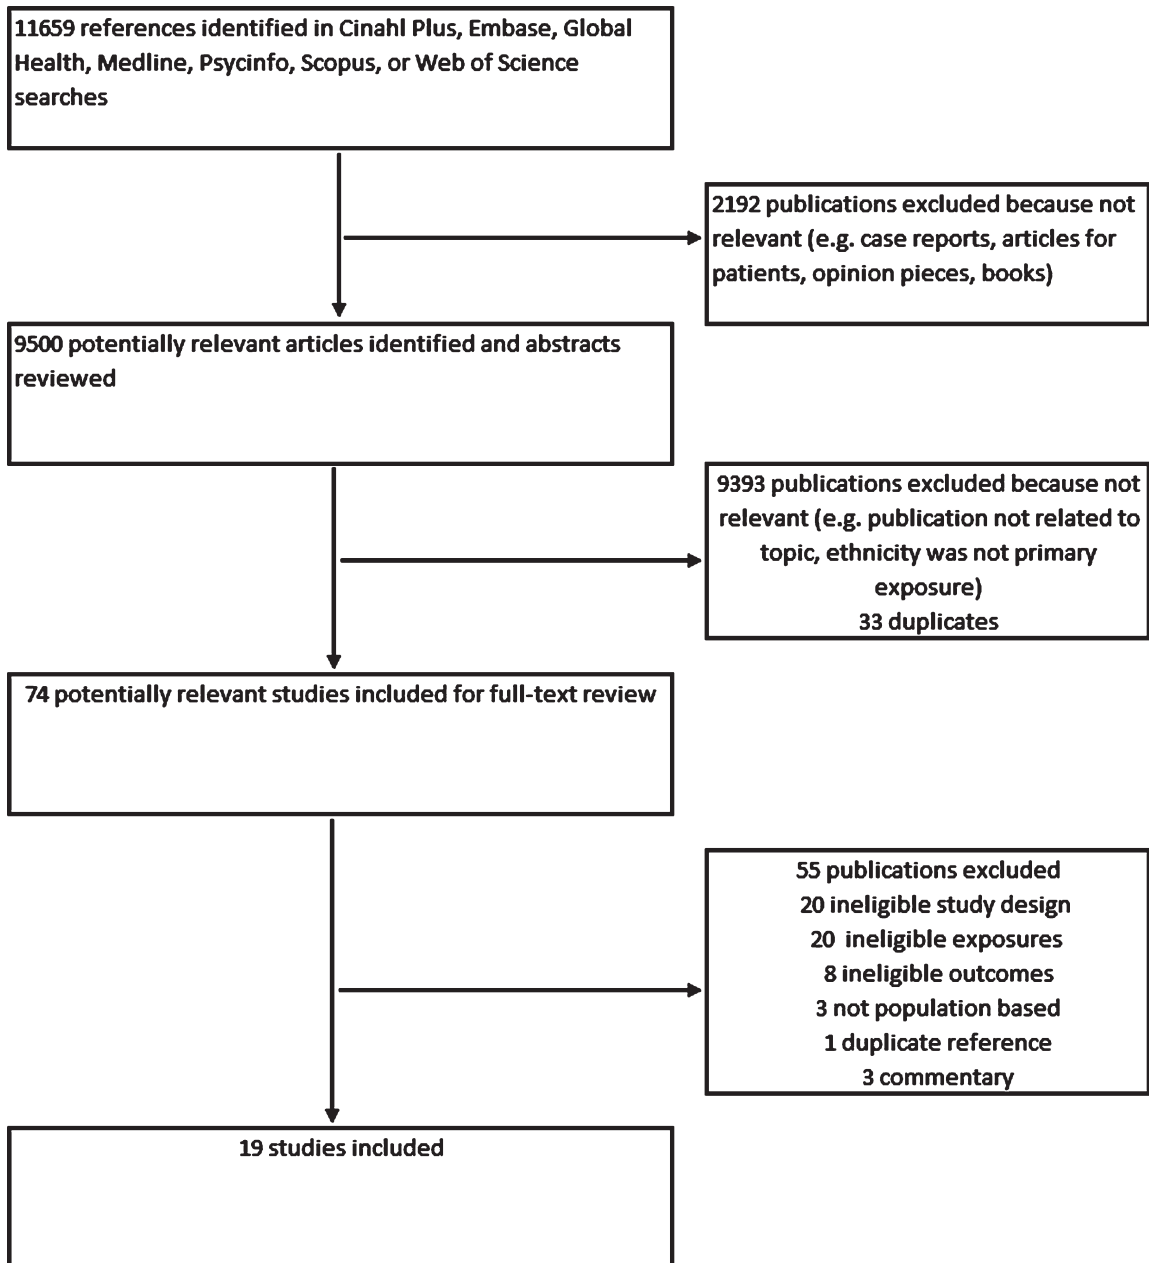 11659 references identified in Cinahl Plus, Embase, Global
Health, Medline, Psycinfo, Scopus, or Web of Science
searches
2192 publications excluded because not
relevant (e.g. case reports, articles for
patients, opinion pieces, books)
9500 potentially relevant articles identified and abstracts
reviewed
9393 publications excluded because not
relevant (e.g. publication not related to
topic, ethnicity was not primary
exposure)
33 duplicates
74 potentially relevant studies included for full-text review
55 publications excluded
20 ineligible study design
20 ineligible exposures
8 ineligible outcomes
3 not population based
1 duplicate reference
3 commentary
19 studies included